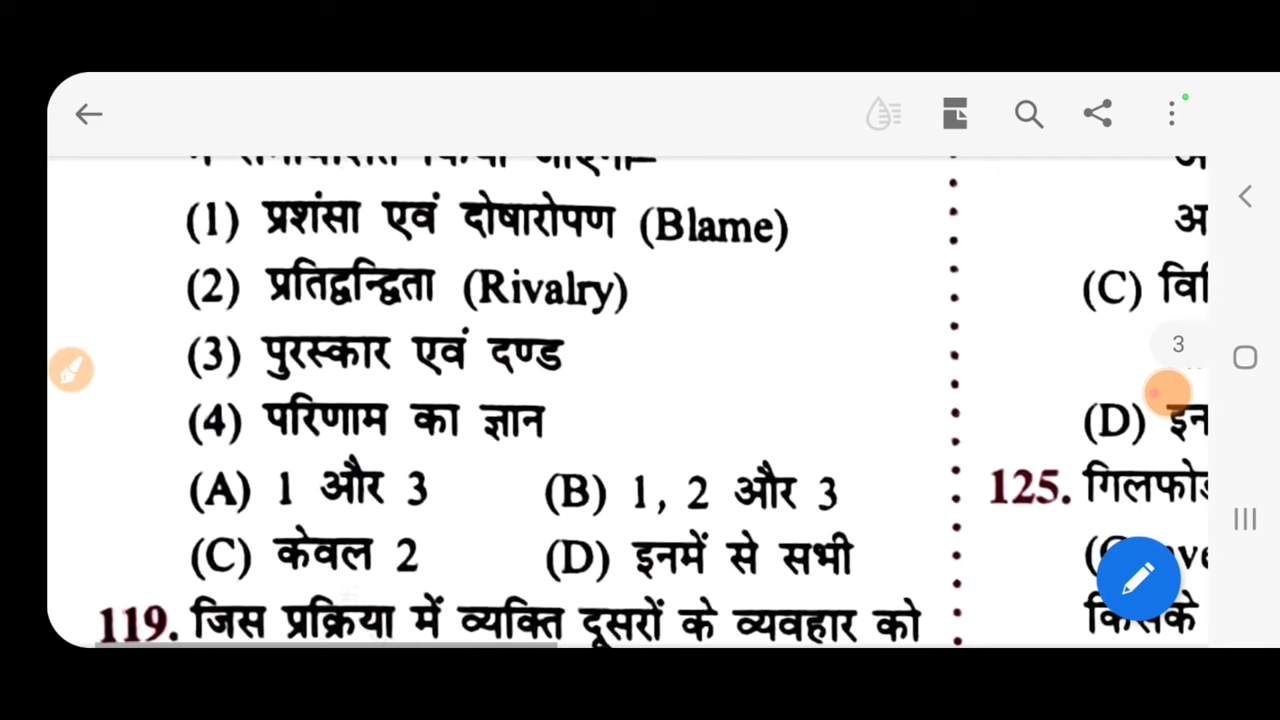 (1) प्रशंसा एवं दोषारोपण (Blame)
(2) प्रतिद्वन्द्विता (Rivalry)
(3) पुरस्कार एवं दण्ड
(4) परिणाम का ज्ञान
(A) 1 और 3 (B) 1, 2 और 3
(C) केवल 2 (D) इनमें से सभी
119. जिस प्रक्रिया में व्यक्ति दूसरों के व्यवहार को
अ
(C)
3
(D)
125.
किसके